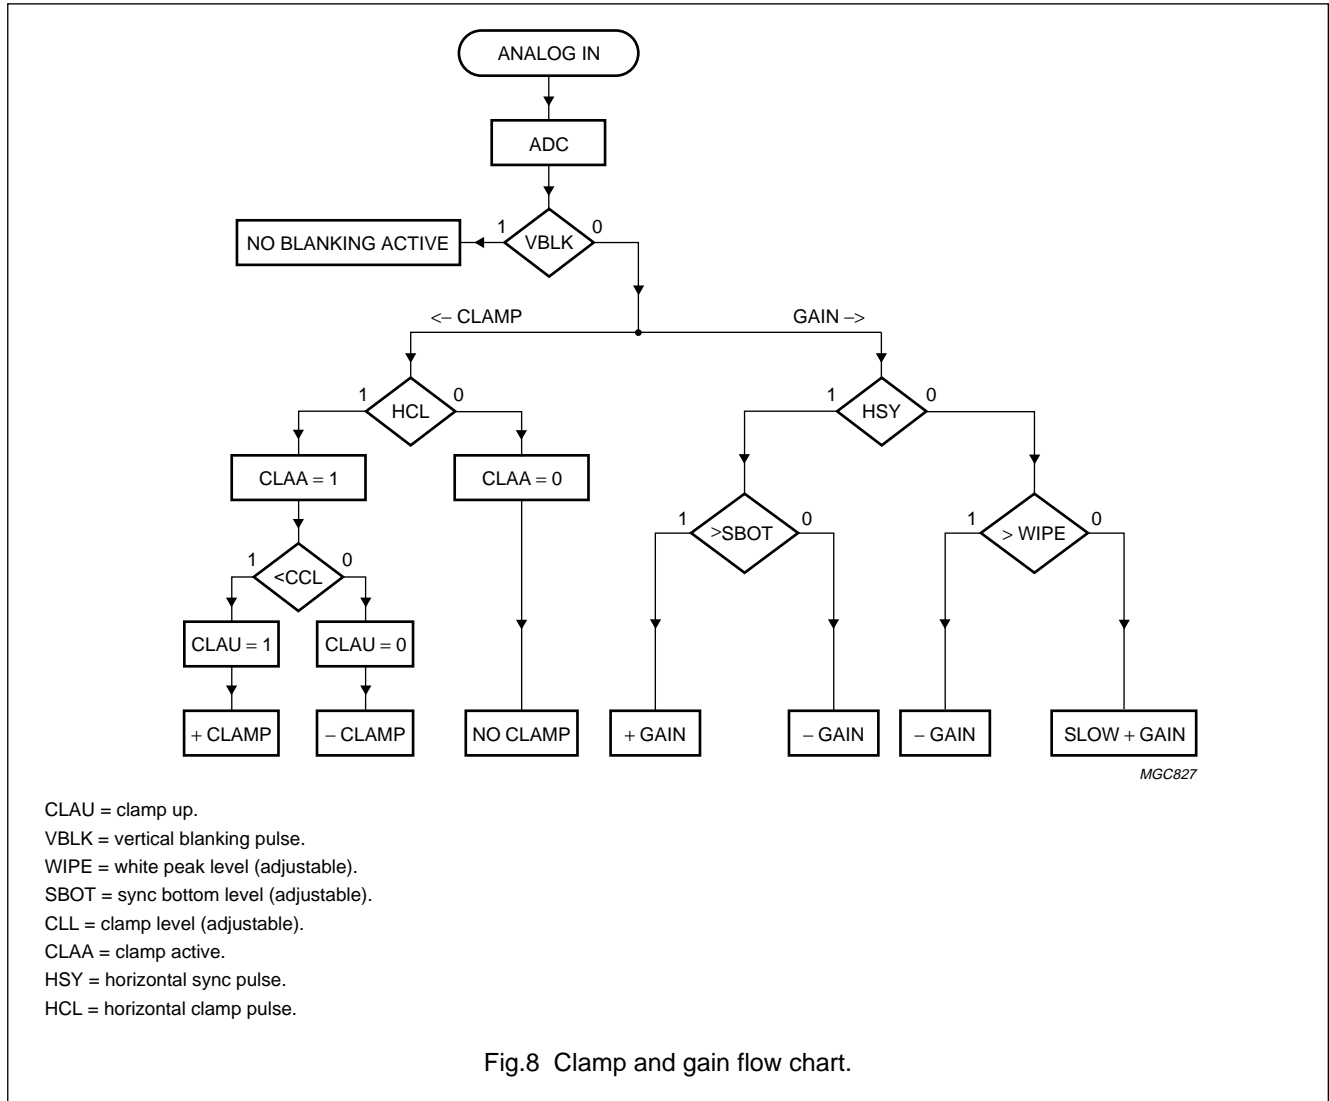 ANALOG IN
ADC
1 VBLK 0
NO BLANKING ACTIVE
<– CLAMP GAIN –>
1 HCL 0
1 HSY 0
CLAA = 1
CLAA = 0
1 >SBOT 0
1 > WIPE 0
1 <CCL 0
CLAU = 1
CLAU = 0
+ CLAMP
– CLAMP
NO CLAMP
+ GAIN
– GAIN
– GAIN
SLOW + GAIN
MGC827
CLAU = clamp up.
VBLK = vertical blanking pulse.
WIPE = white peak level (adjustable).
SBOT = sync bottom level (adjustable).
CLL = clamp level (adjustable).
CLAA = clamp active.
HSY = horizontal sync pulse.
HCL = horizontal clamp pulse.
Fig.8 Clamp and gain flow chart.